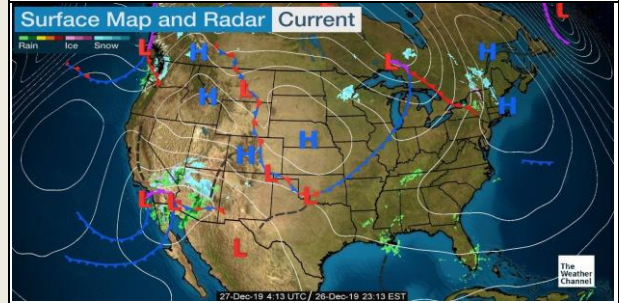 Surface Map and Radar Current
Rain Ice Snow
L H L H
L L H
H L H
H H
L
L L L L
L
The
Weather
Channel
27-Dec-19 4:13 UTC/ 26-Dec-19 23:13 EST